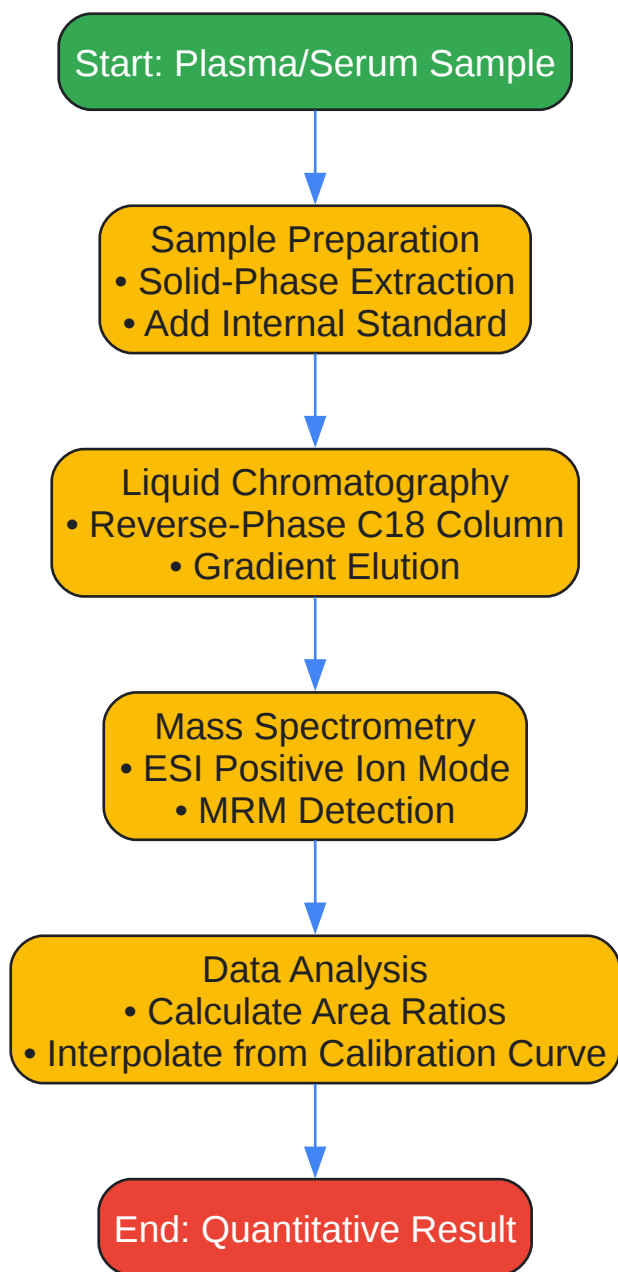 Start: Plasma/Serum Sample
Sample Preparation
• Solid-Phase Extraction
• Add Internal Standard
Liquid Chromatography
• Reverse-Phase C18 Column
• Gradient Elution
Mass Spectrometry
• ESI Positive Ion Mode
• MRM Detection
Data Analysis
• Calculate Area Ratios
• Interpolate from Calibration Curve
End: Quantitative Result